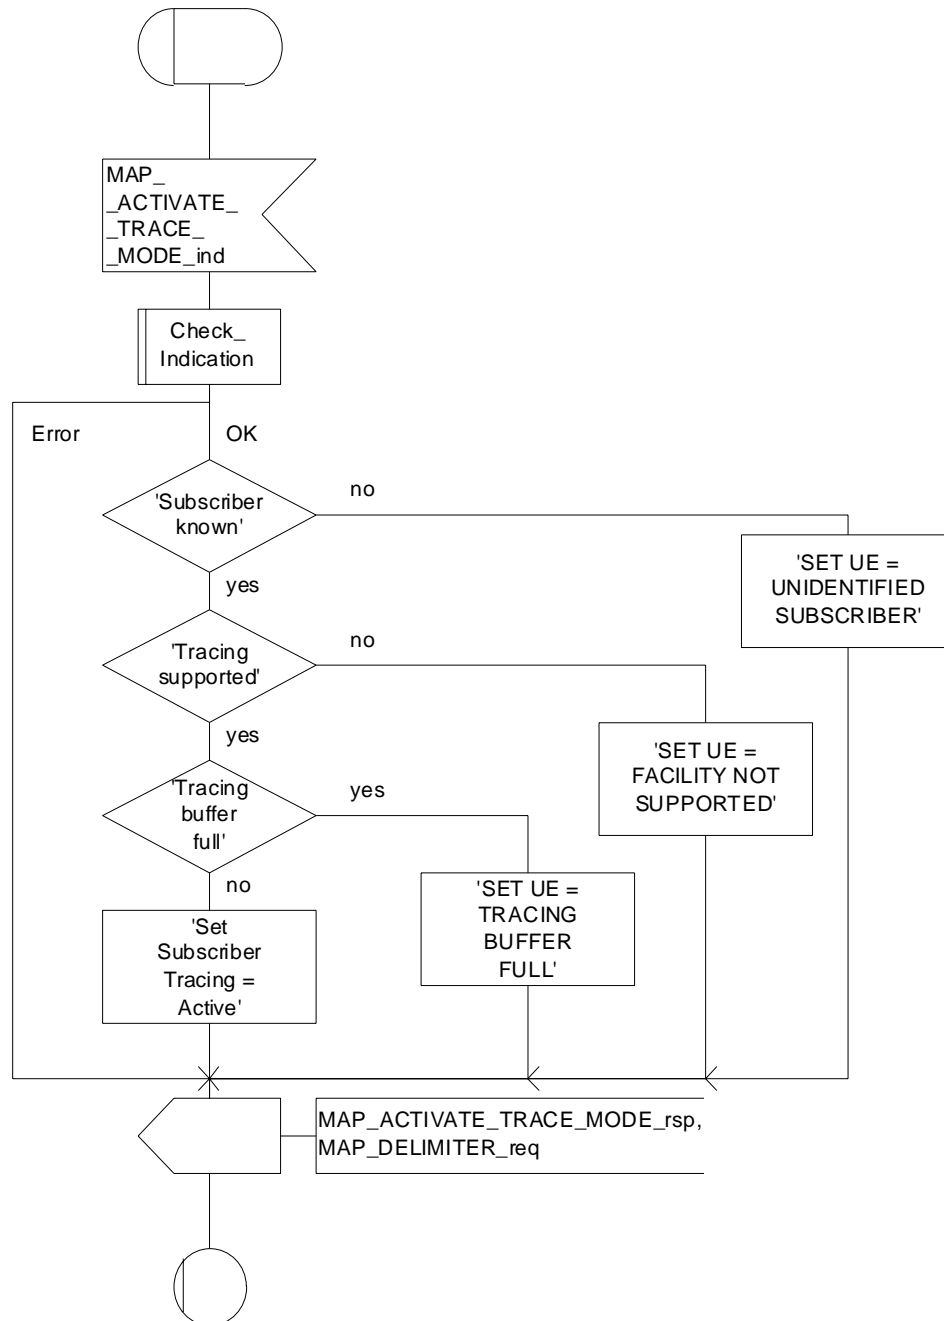 MAP_
_ACTIVATE_
_TRACE_
_MODE_ind
Check_
Indication
Error
OK
'Subscriber
known'
no
'SET UE =
UNIDENTIFIED
SUBSCRIBER'
yes
'Tracing
supported'
no
'SET UE =
FACILITY NOT
SUPPORTED'
yes
'Tracing
buffer
full'
yes
'SET UE =
TRACING
BUFFER
FULL'
no
'Set
Subscriber
Tracing =
Active'
MAP_ACTIVATE_TRACE_MODE_rsp,
MAP_DELIMITER_req